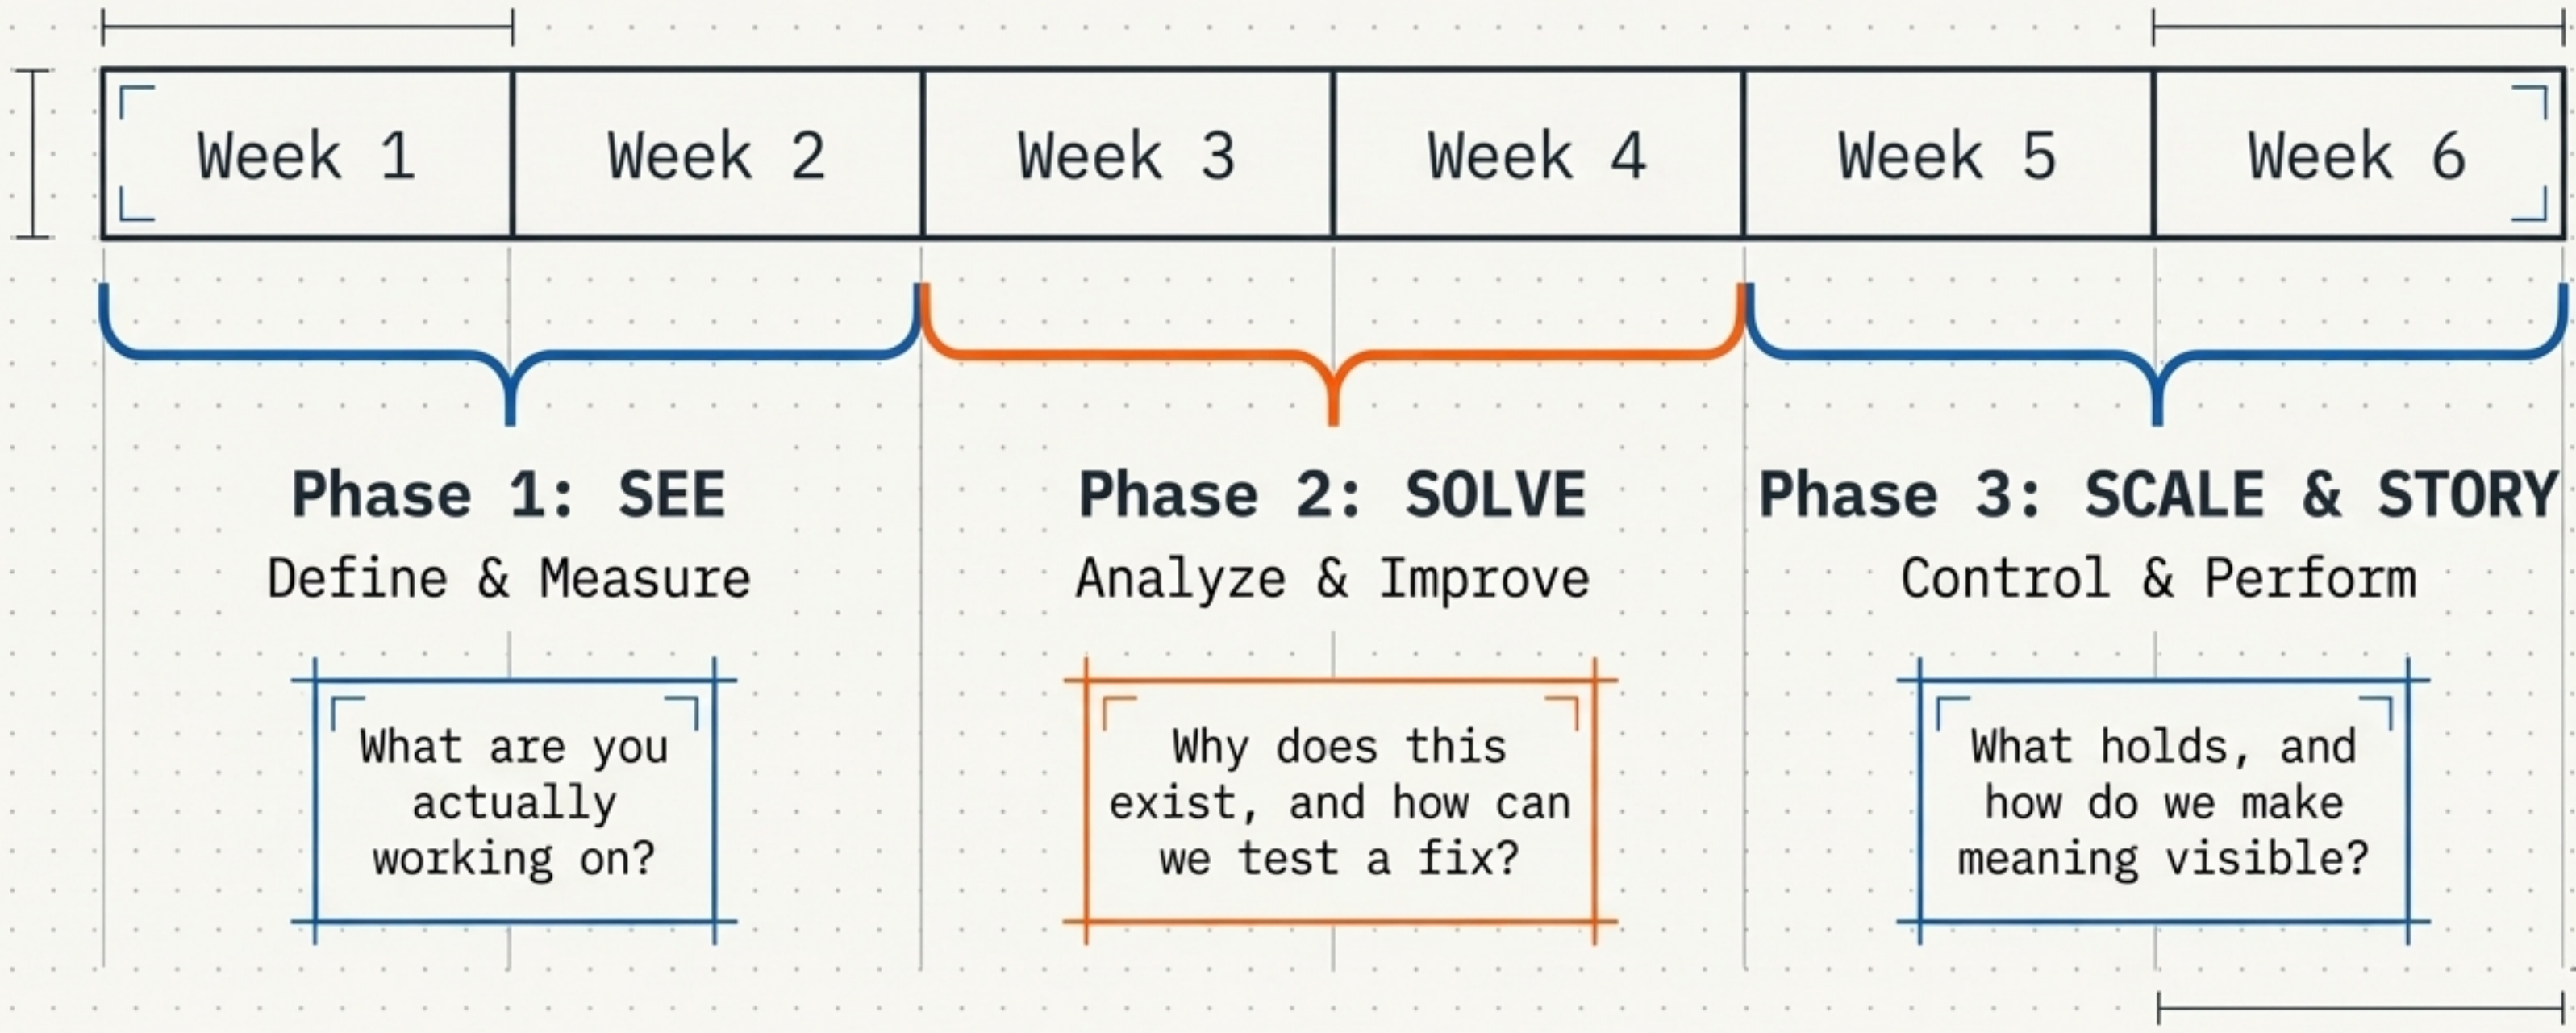 Week 1
Week 2
Week 3
Week 4
Week 5
Week 6
Phase 1: SEE
Define & Measure
What are you
actually
working on?
Phase 2: SOLVE
Analyze & Improve
Why does this
exist, and how can
we test a fix?
Phase 3: SCALE & STORY
Control & Perform
What holds, and
how do we make
meaning visible?